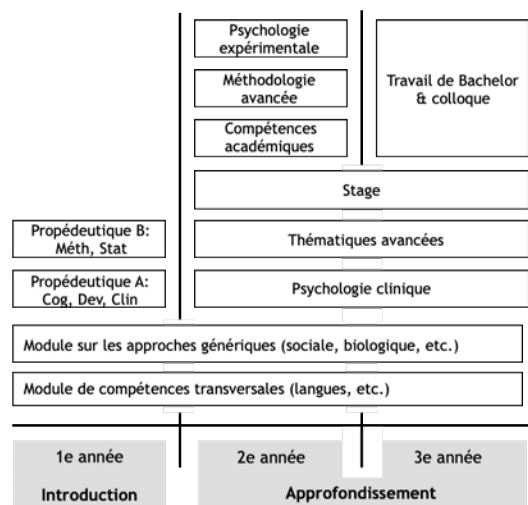 Psychologie
expérimentale
Méthodologie
avancée
Compétences
académiques
Travail de Bachelor
& colloque
Stage
Propédeutique B:
Méth, Stat
Thématiques avancées
Propédeutique A:
Cog, Dev, Clin
Psychologie clinique
Module sur les approches génériques (sociale, biologique, etc.)
Module de compétences transversales (langues, etc.)
1e année
2e année
3e année
Introduction
Approfondissement